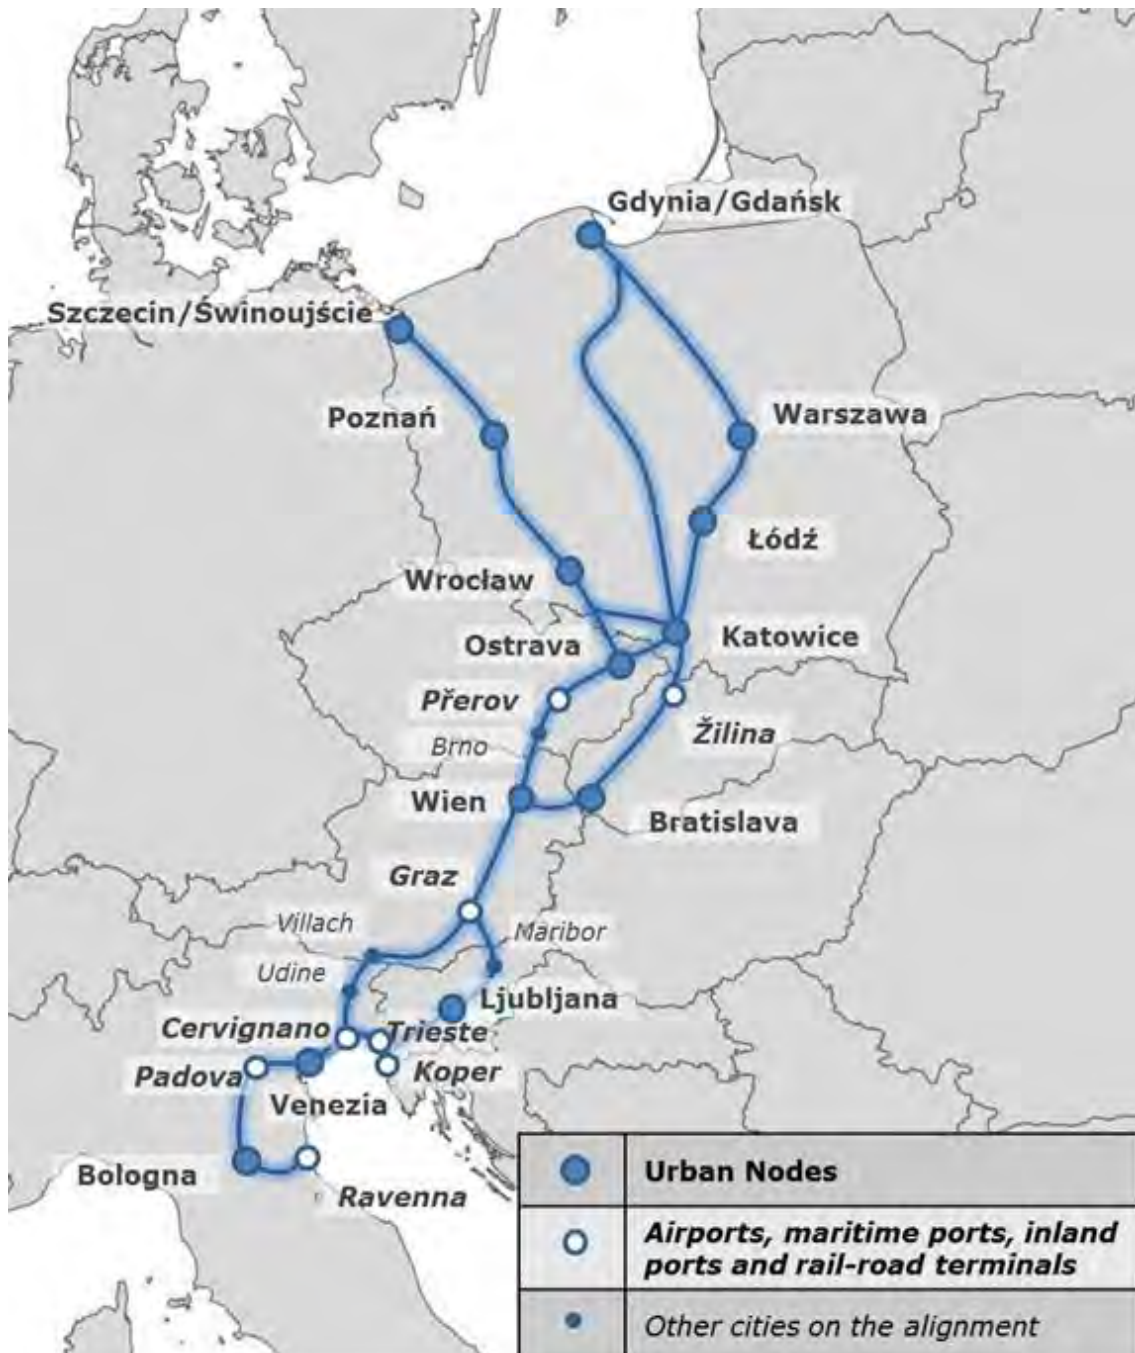 Gdynia/Gdańsk
Szczecin/Świnoujście
Poznań
Warszawa
Łódź
Wrocław
Ostrava
Katowice
Přerov
Brno
Žilina
Wien
Bratislava
Graz
Villach
Maribor
Udine
Ljubljana
Cervignano
Trieste
Padova
Koper
Venezia
Bologna
Ravenna
Urban Nodes
Airports, maritime ports, inland
ports and rail-road terminals
Other cities on the alignment